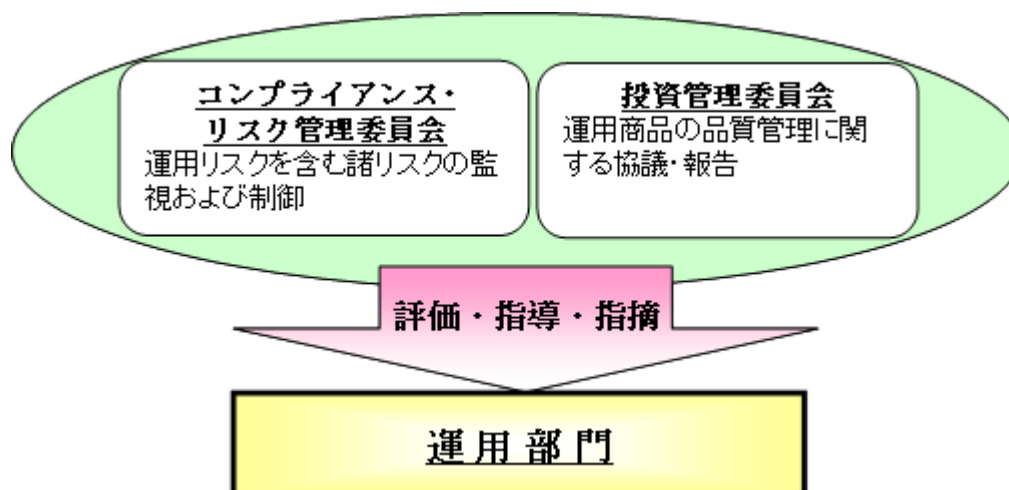 コンプライアンス・
リスク管理委員会
運用リスクを含む諸リスクの監
視および制御
投資管理委員会
運用商品の品質管理に関
する協議・報告
評価・指導・指摘
運用部門